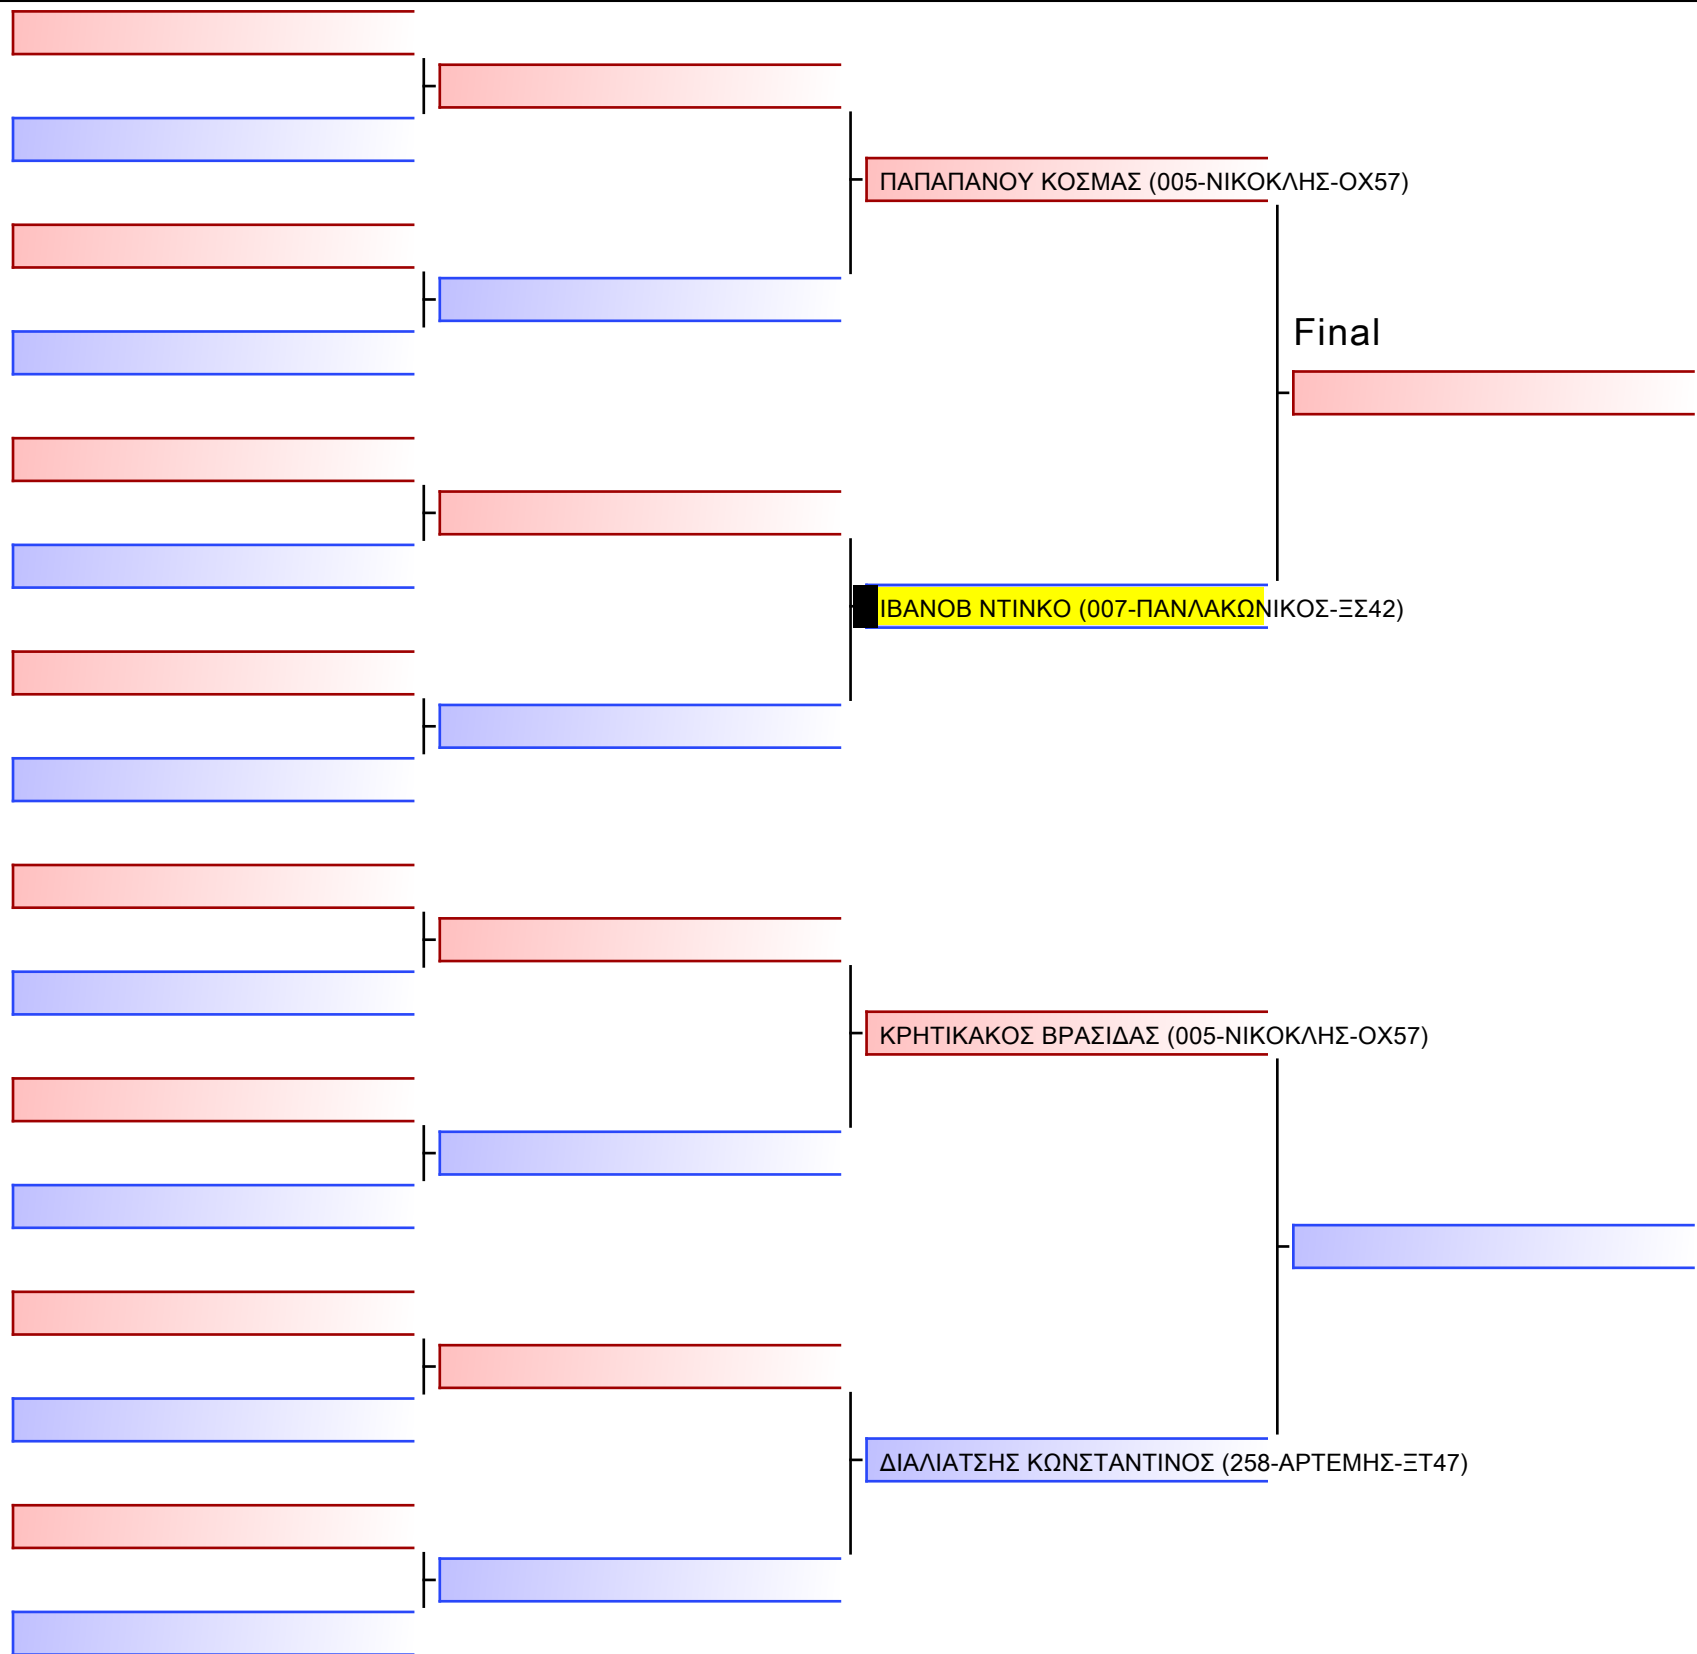 ΠΑΠΑΠΑΝΟΥ ΚΟΣΜΑΣ (005-ΝΙΚΟΚΛΗΣ-ΟΧ57)
Final
ΙΒΑΝΟΒ ΝΤΙΝΚΟ (007-ΠΑΝΛΑΚΩΝΙΚΟΣ-ΞΣ42)
ΚΡΗΤΙΚΑΚΟΣ ΒΡΑΣΙΔΑΣ (005-ΝΙΚΟΚΛΗΣ-ΟΧ57)
ΔΙΑΛΙΑΤΣΗΣ ΚΩΝΣΤΑΝΤΙΝΟΣ (258-ΑΡΤΕΜΗΣ-ΞΤ47)